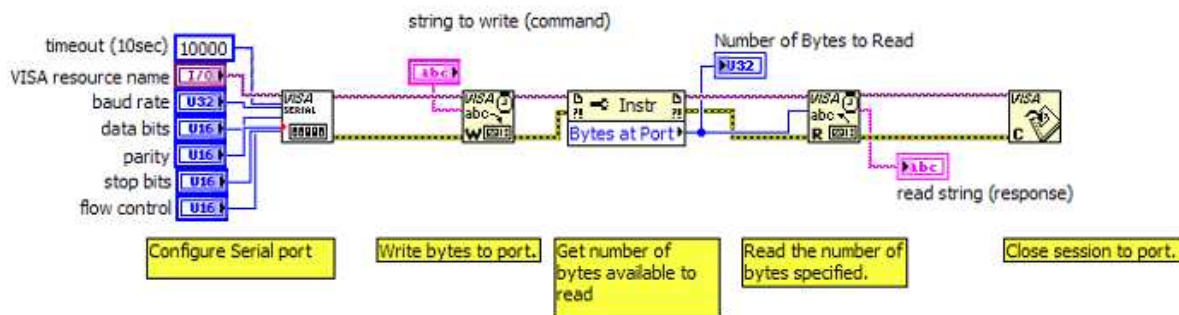 string to write (command)
timeout (10sec) 10000
Number of Bytes to Read
U32
VISA resource name I/O
abc
baud rate U32
data bits U16
parity U16
stop bits U16
flow control U16
VISA
SERIAL
VISA
abc
W
Instr
Bytes at Port
VISA
abc
R
VISA
C
abc
read string (response)
Configure Serial port
Write bytes to port.
Get number of
bytes available to
read
Read the number of
bytes specified.
Close session to port.